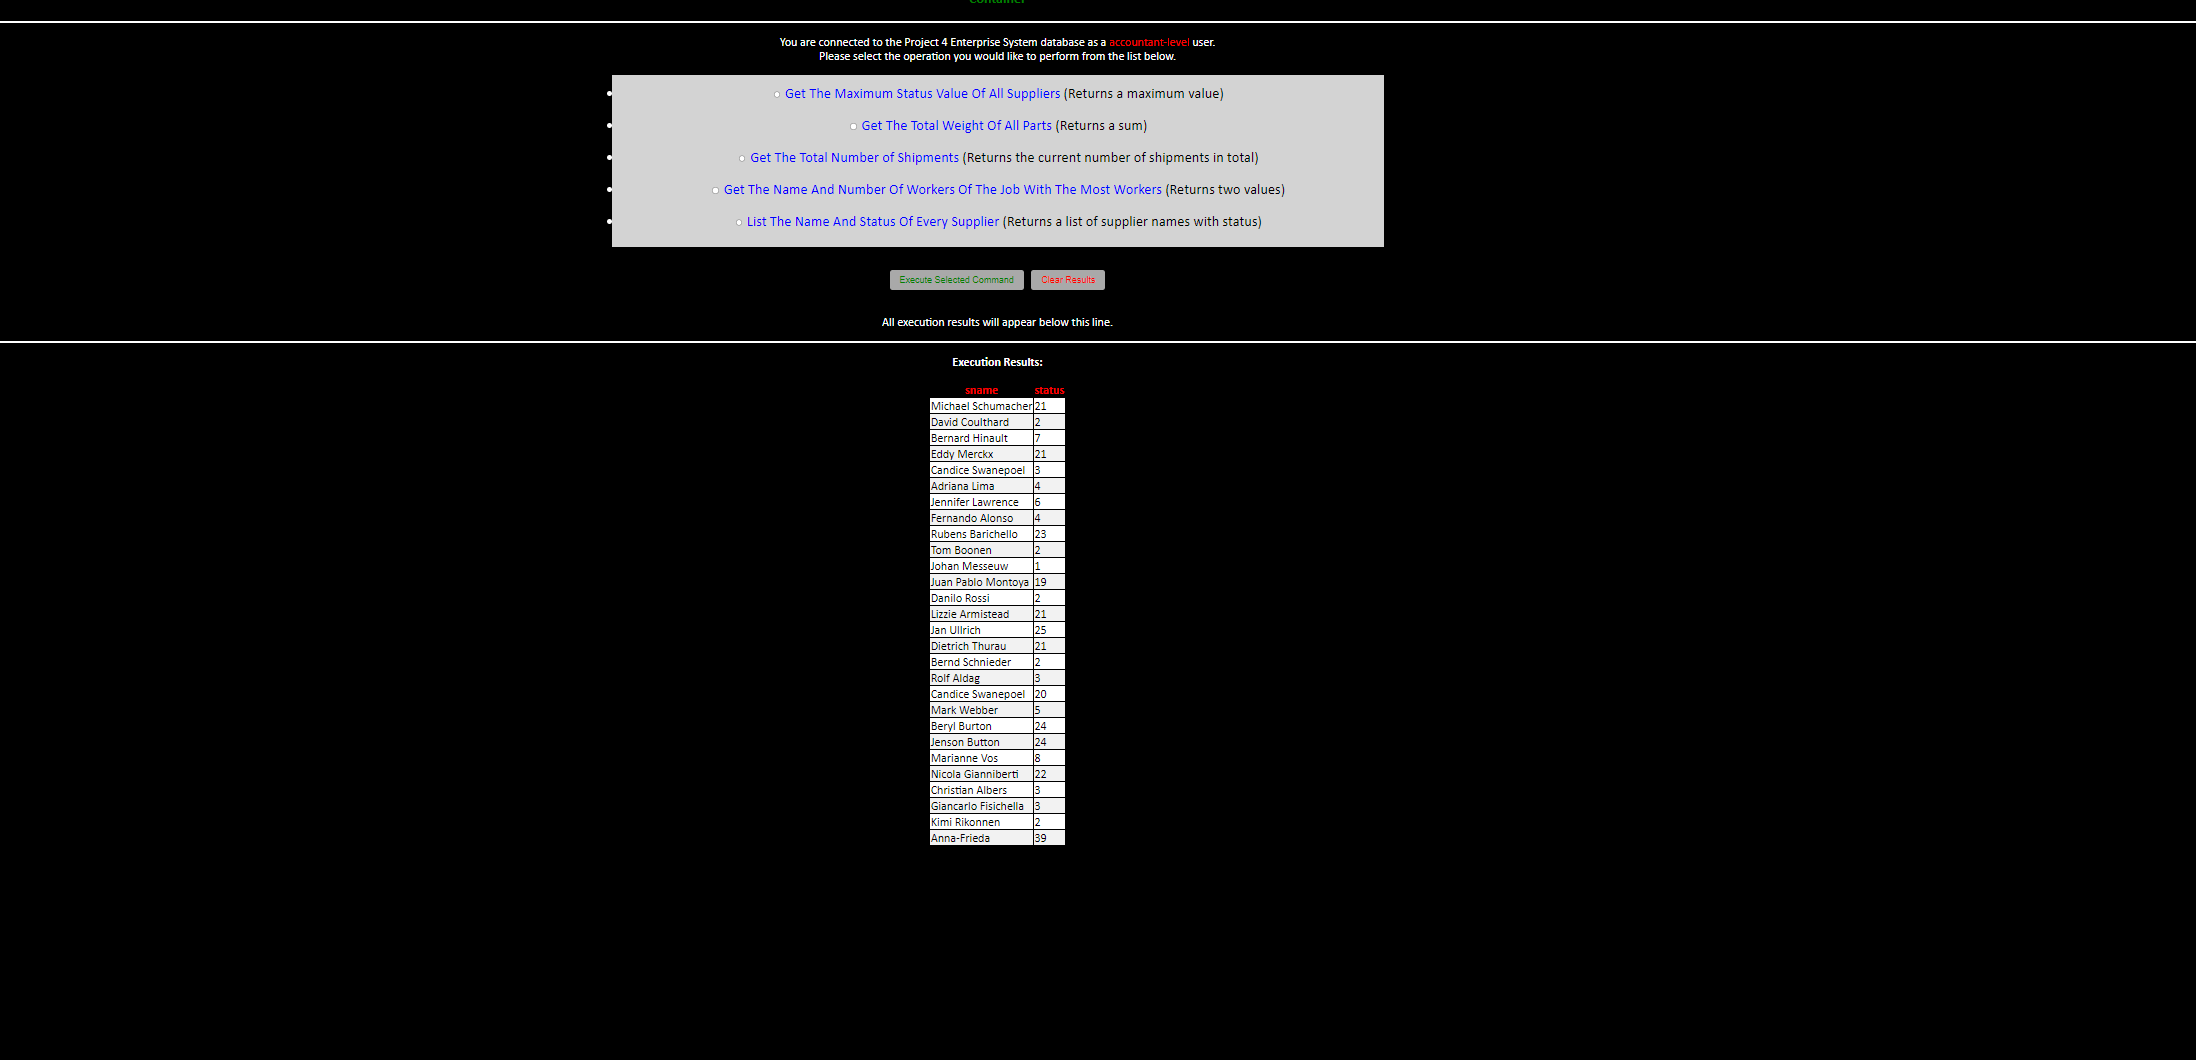 You are connected to the Project 4 Enterprise System database as a accountant-level user.
Please select the operation you would like to perform from the list below.
Get The Maximum Status Value Of All Suppliers (Returns a maximum value)
Get The Total Weight Of All Parts (Returns a sum)
Get The Total Number of Shipments (Returns the current number of shipments in total)
Get The Name And Number Of Workers Of The Job With The Most Workers (Returns two values)
List The Name And Status Of Every Supplier (Returns a list of supplier names with status)
Execute Selected Command Clear Results
All execution results will appear below this line.
Execution Results:
sname status
Michael Schumacher 21
David Coulthard 2
Bernard Hinault 7
Eddy Merckx 21
Candice Swanepoel 3
Adriana Lima 4
Jennifer Lawrence 6
Fernando Alonso 4
Rubens Barichello 23
Tom Boonen 2
Johan Messeuw 1
Juan Pablo Montoya 19
Danilo Rossi 2
Lizzie Armistead 21
Jan Ullrich 25
Dietrich Thurau 21
Bernd Schnieder 2
Rolf Aldag 3
Candice Swanepoel 20
Mark Webber 5
Beryl Burton 24
Jenson Button 24
Marianne Vos 8
Nicola Gianniberti 22
Christian Albers 3
Giancarlo Fisichella 3
Kimi Rikonnen 2
Anna-Frieda 39